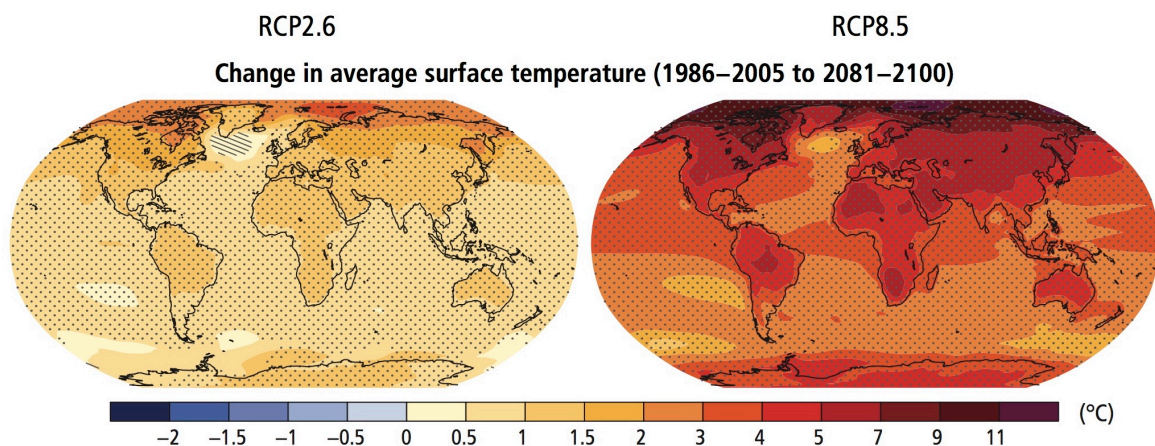 RCP2.6 RCP8.5
Change in average surface temperature (1986−2005 to 2081−2100)
(°C)
−2 −1.5 −1 −0.5 0 0.5 1 1.5 2 3 4 5 7 9 11